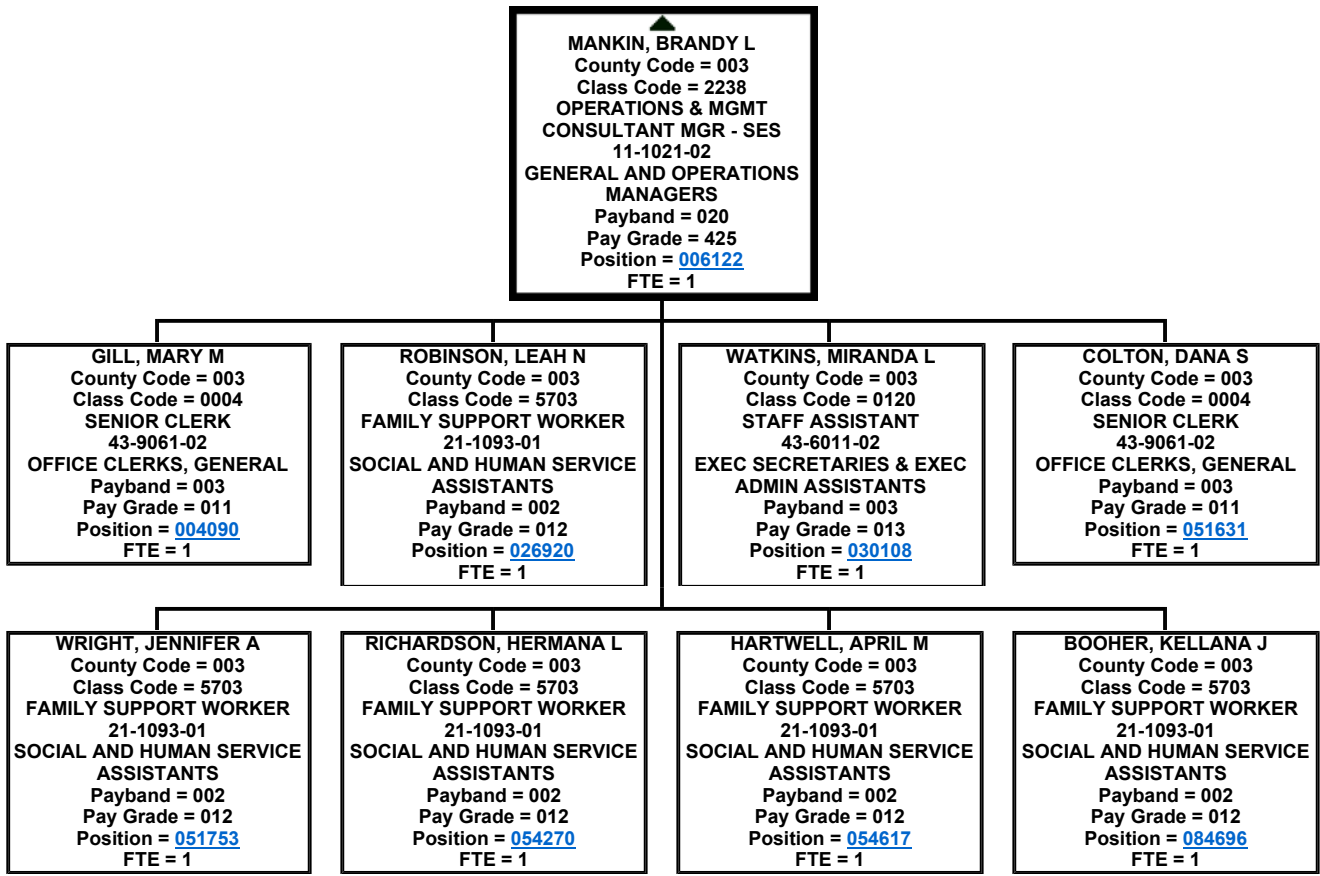 MANKIN, BRANDY L
County Code = 003
Class Code = 2238
OPERATIONS & MGMT
CONSULTANT MGR - SES
11-1021-02
GENERAL AND OPERATIONS
MANAGERS
Payband = 020
Pay Grade = 425
Position = 006122
FTE = 1
GILL, MARY M
County Code = 003
Class Code = 0004
SENIOR CLERK
43-9061-02
OFFICE CLERKS, GENERAL
Payband = 003
Pay Grade = 011
Position = 004090
FTE = 1
ROBINSON, LEAH N
County Code = 003
Class Code = 5703
FAMILY SUPPORT WORKER
21-1093-01
SOCIAL AND HUMAN SERVICE
ASSISTANTS
Payband = 002
Pay Grade = 012
Position = 026920
FTE = 1
WATKINS, MIRANDA L
County Code = 003
Class Code = 0120
STAFF ASSISTANT
43-6011-02
EXEC SECRETARIES & EXEC
ADMIN ASSISTANTS
Payband = 003
Pay Grade = 013
Position = 030108
FTE = 1
COLTON, DANA S
County Code = 003
Class Code = 0004
SENIOR CLERK
43-9061-02
OFFICE CLERKS, GENERAL
Payband = 003
Pay Grade = 011
Position = 051631
FTE = 1
WRIGHT, JENNIFER A
County Code = 003
Class Code = 5703
FAMILY SUPPORT WORKER
21-1093-01
SOCIAL AND HUMAN SERVICE
ASSISTANTS
Payband = 002
Pay Grade = 012
Position = 051753
FTE = 1
RICHARDSON, HERMANA L
County Code = 003
Class Code = 5703
FAMILY SUPPORT WORKER
21-1093-01
SOCIAL AND HUMAN SERVICE
ASSISTANTS
Payband = 002
Pay Grade = 012
Position = 054270
FTE = 1
HARTWELL, APRIL M
County Code = 003
Class Code = 5703
FAMILY SUPPORT WORKER
21-1093-01
SOCIAL AND HUMAN SERVICE
ASSISTANTS
Payband = 002
Pay Grade = 012
Position = 054617
FTE = 1
BOOHER, KELLANA J
County Code = 003
Class Code = 5703
FAMILY SUPPORT WORKER
21-1093-01
SOCIAL AND HUMAN SERVICE
ASSISTANTS
Payband = 002
Pay Grade = 012
Position = 084696
FTE = 1